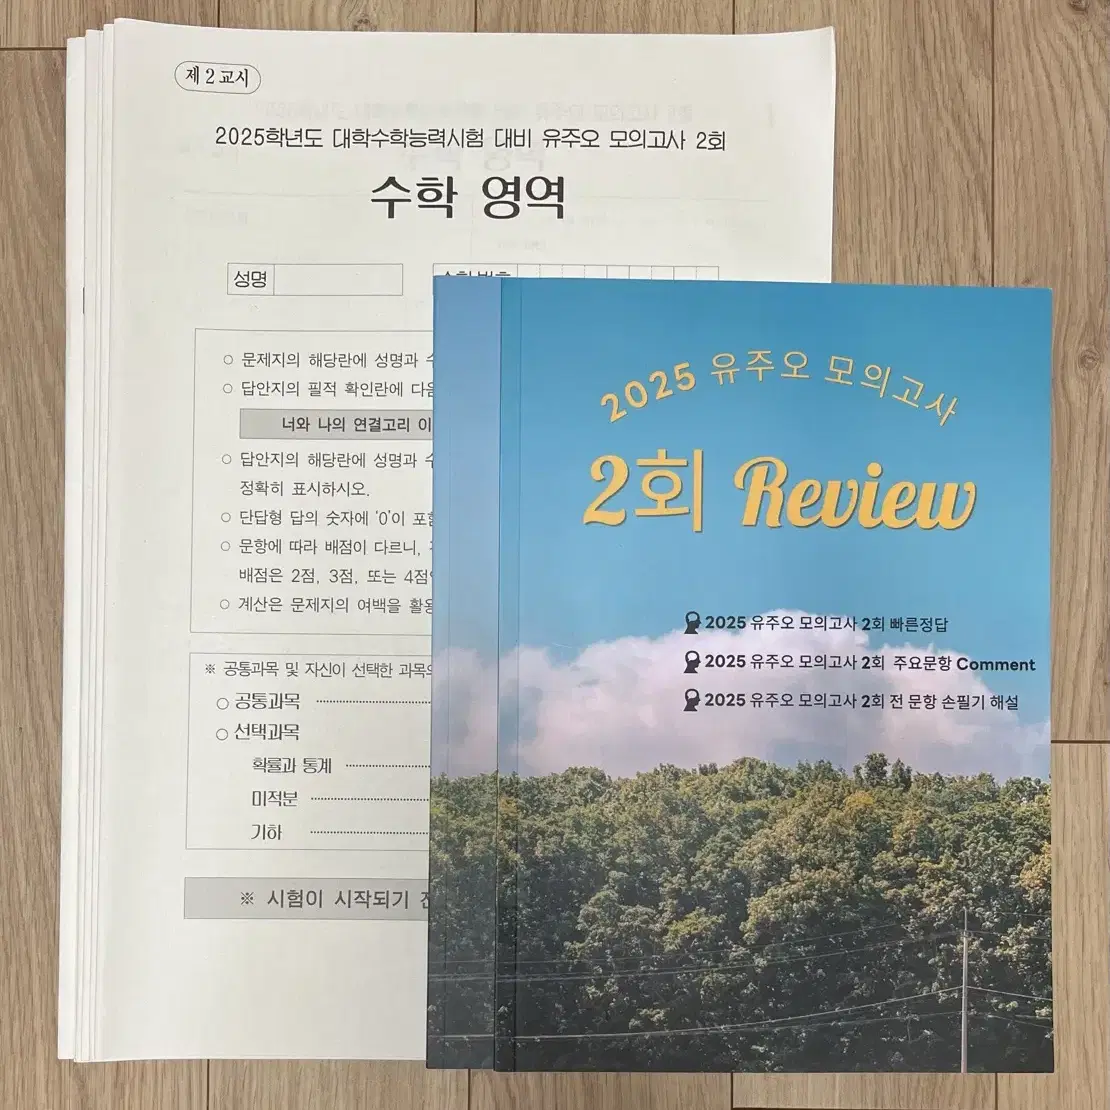 제 2 교시
2025학년도 대학수학능력시험 대비 유주오 모의고사 2회
수학 영역
성명
○ 문제지의 해당란에 성명과
○ 답안지의 필적 확인란에 다음
너와 나의 연결고리 이
○ 답안지의 해당란에 성명과
정확히 표시하시오.
○ 단답형 답의 숫자에 '0'이
○ 문항에 따라 배점이 다르니,
배점은 2점, 3점, 또는 4점
○ 계산은 문제지의 여백을
※ 공통과목 및 자신이 선택한 과목의
○ 공통과목
○ 선택과목
확률과 통계
미적분
기하
※ 시험이 시작되기 전
2025 유주오 모의고사
2회 Review
2025 유주오 모의고사 2회 빠른정답
2025 유주오 모의고사 2회 주요문항 Comment
2025 유주오 모의고사 2회 전 문항 손필기 해설